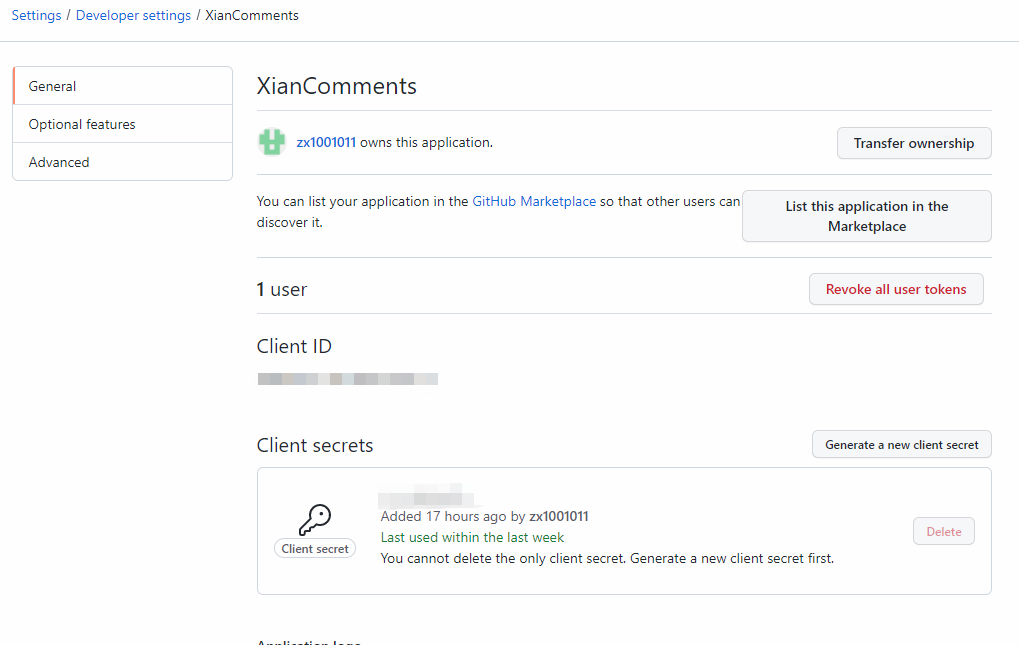 Settings / Developer settings / XianComments
General
Optional features
Advanced
XianComments
zx1001011 owns this application.
Transfer ownership
You can list your application in the GitHub Marketplace so that other users can
discover it.
List this application in the
Marketplace
1 user
Revoke all user tokens
Client ID
Client secrets
Generate a new client secret
Client secret
Added 17 hours ago by zx1001011
Last used within the last week
You cannot delete the only client secret. Generate a new client secret first.
Delete